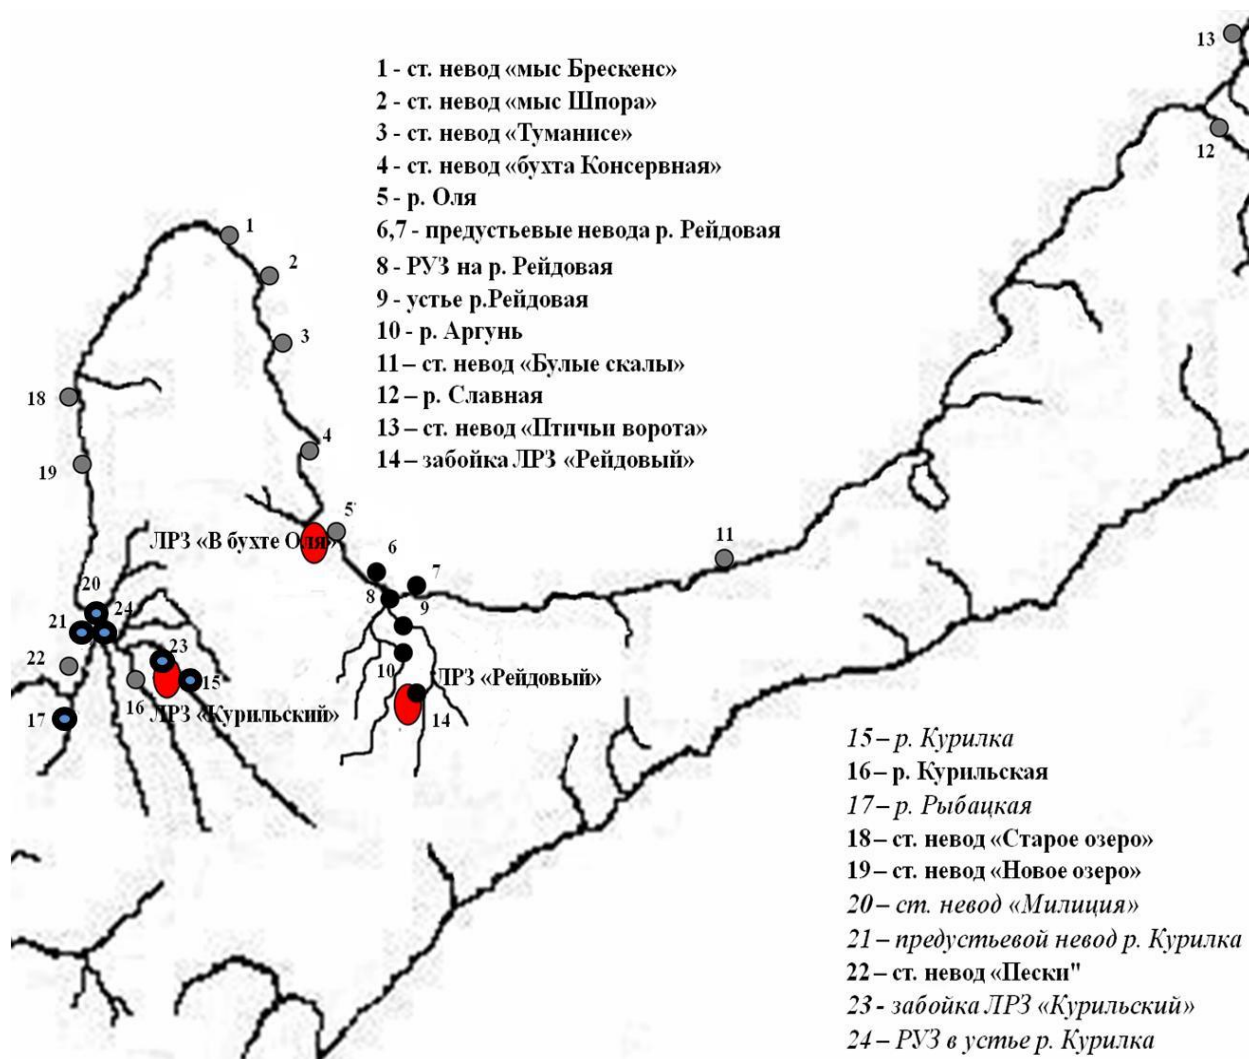 1 - ст. невод «мыс Брескенс»
2 - ст. невод «мыс Шпора»
3 - ст. невод «Туманисе»
4 - ст. невод «бухта Консервная»
5 - р. Оля
6,7 - предустьевые невода р. Рейдовая
8 - РУЗ на р. Рейдовая
9 - устье р.Рейдовая
10 - р. Аргунь
11 – ст. невод «Булые скалы»
12 – р. Славная
13 – ст. невод «Птичьи ворота»
14 – забойка ЛРЗ «Рейдовый»
13
12
1
2
3
18
4
19
5
11
ЛРЗ «В бухте Оля»
6
7
20
8
9
24
21
23
22
10
ЛРЗ «Рейдовый»
15
16
17
ЛРЗ «Курильский»
14
15 – р. Курилка
16 – р. Курильская
17 – р. Рыбацкая
18 – ст. невод «Старое озеро»
19 – ст. невод «Новое озеро»
20 – ст. невод «Милиция»
21 – предустьевой невод р. Курилка
22 – ст. невод «Пески"
23 - забойка ЛРЗ «Курильский»
24 – РУЗ в устье р. Курилка